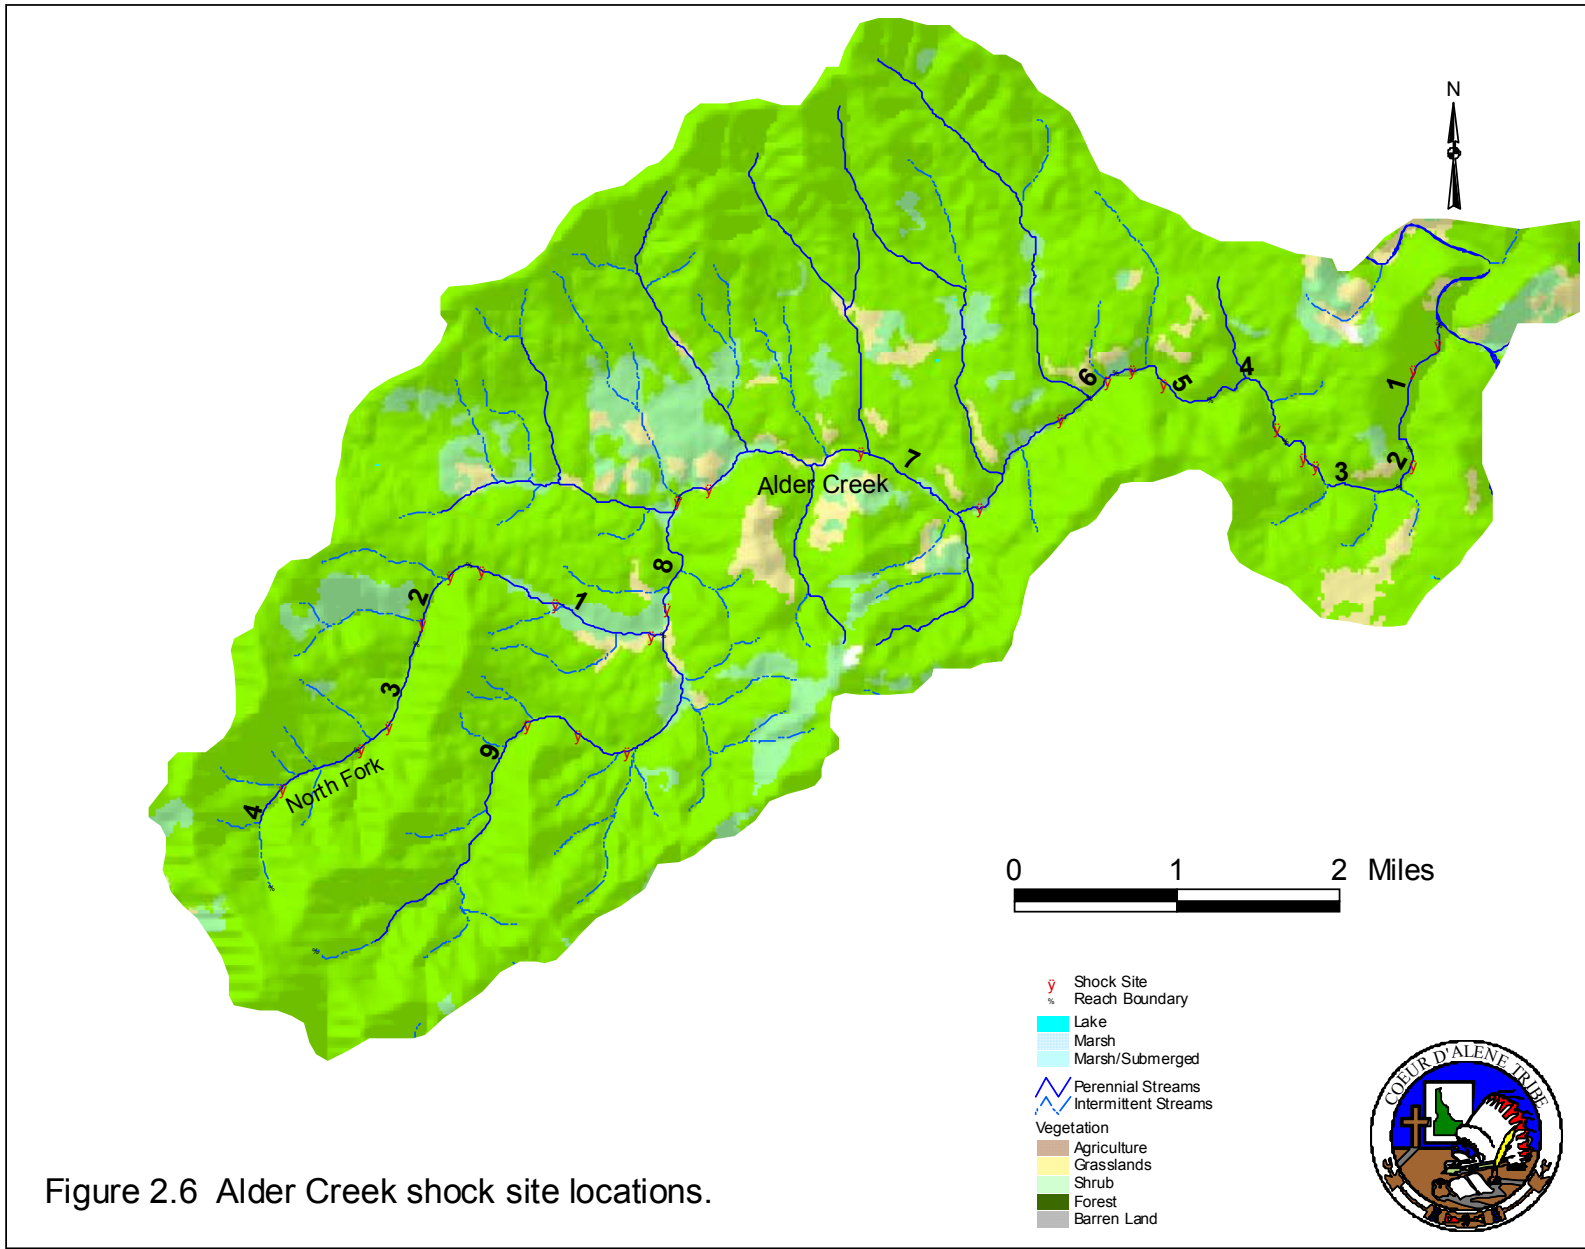 N
4
6
5
1
7
3
2
Alder Creek
8
2
1
3
9
North Fork
4
0 1 2 Miles
ÿ Shock Site
% Reach Boundary
Lake
Marsh
Marsh/Submerged
Perennial Streams
Intermittent Streams
Vegetation
Agriculture
Grasslands
Shrub
Forest
Barren Land
COEUR D'ALENE TRIBE
Figure 2.6 Alder Creek shock site locations.